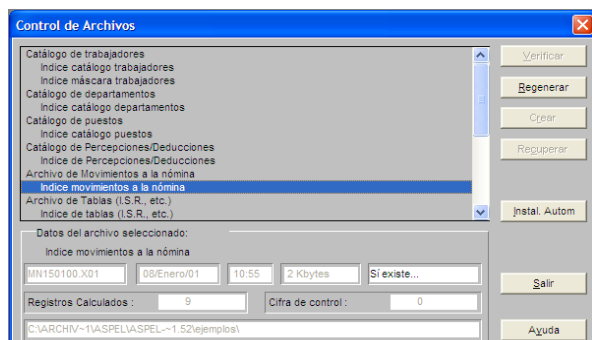 Control de Archivos
Catálogo de trabajadores
Indice catálogo trabajadores
Indice máscara trabajadores
Catálogo de departamentos
Indice catálogo departamentos
Catálogo de puestos
Indice catálogo puestos
Catálogo de Percepciones/Deducciones
Indice de Percepciones/Deducciones
Archivo de Movimientos a la nómina
Indice movimientos a la nómina
Archivo de Tablas (I.S.R., etc.)
Indice de tablas (I.S.R., etc.)
Verificar
Regenerar
Crear
Recuperar
Instal. Autom
Salir
Ayuda
Datos del archivo seleccionado:
Indice movimientos a la nómina
MN150100.X01 08/Enero/01 10:55 2 Kbytes Sí existe...
Registros Calculados : 9 Cifra de control : 0
C:\ARCHIV~1\ASPEL\ASPEL-~1.52\ejemplos\